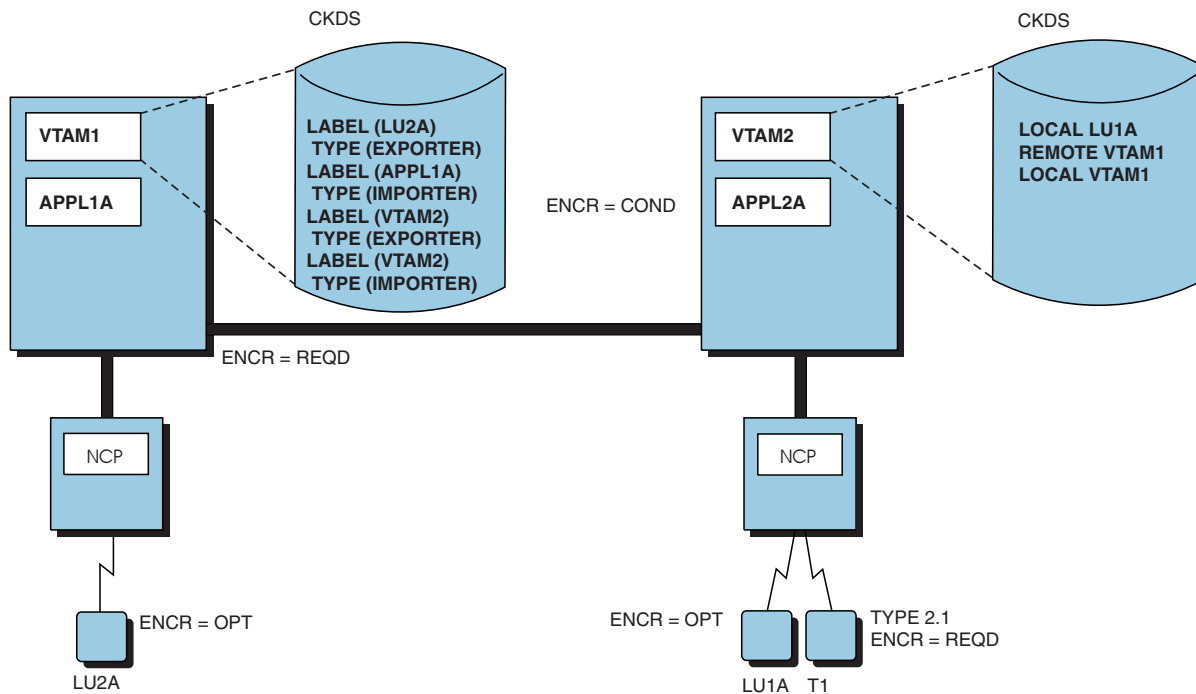 CKDS
CKDS
VTAM1
APPL1A
LABEL (LU2A)
TYPE (EXPORTER)
LABEL (APPL1A)
TYPE (IMPORTER)
LABEL (VTAM2)
TYPE (EXPORTER)
LABEL (VTAM2)
TYPE (IMPORTER)
ENCR = COND
VTAM2
APPL2A
LOCAL LU1A
REMOTE VTAM1
LOCAL VTAM1
ENCR = REQD
NCP
NCP
ENCR = OPT
LU2A
ENCR = OPT
TYPE 2.1
ENCR = REQD
LU1A
T1